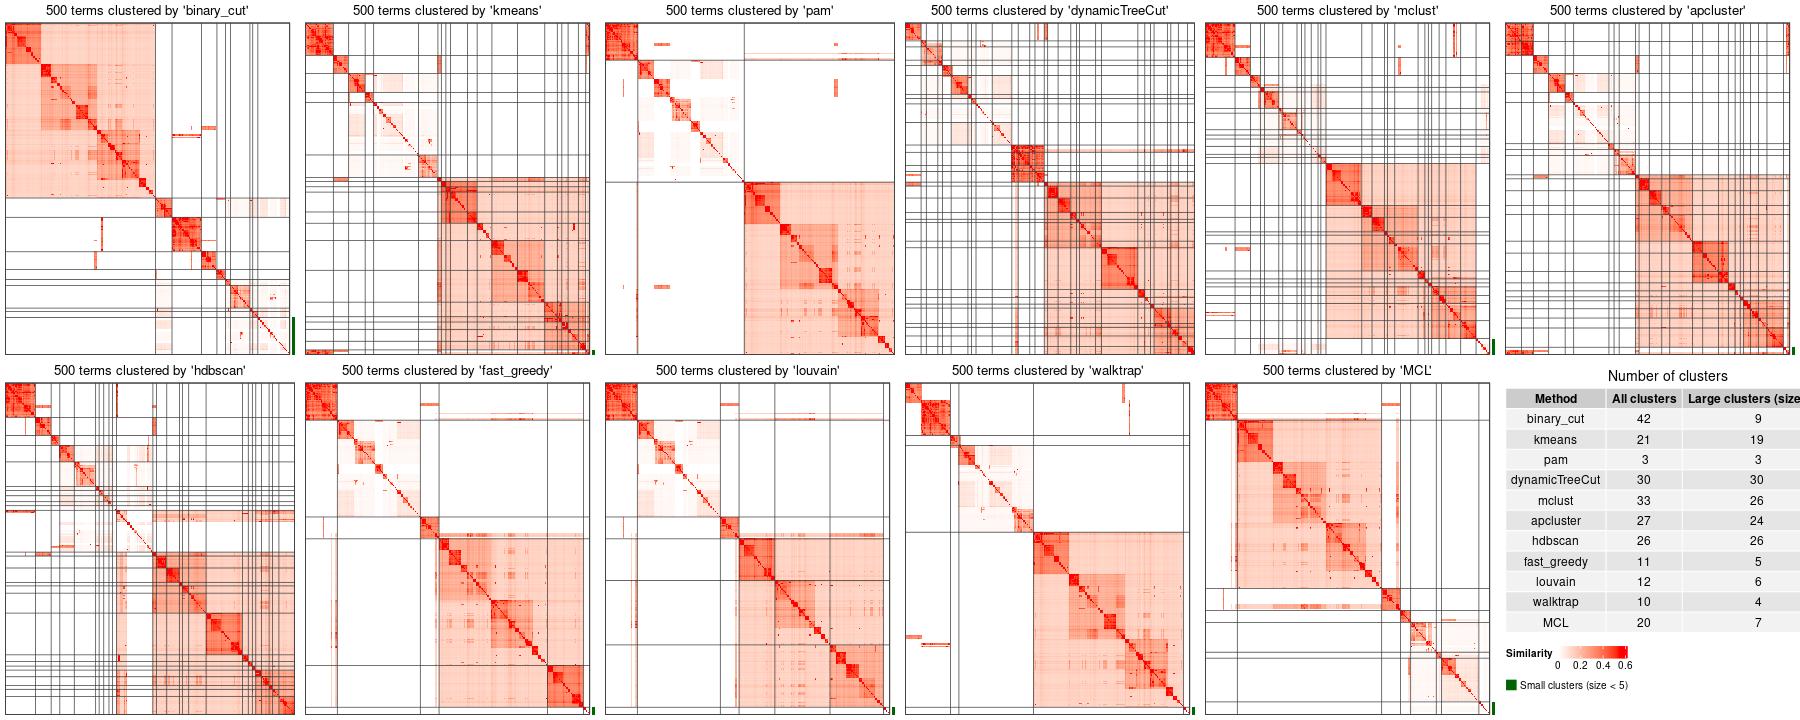 500 terms clustered by 'binary_cut'
500 terms clustered by 'kmeans'
500 terms clustered by 'pam'
500 terms clustered by 'dynamicTreeCut'
500 terms clustered by 'mclust'
500 terms clustered by 'apcluster'
500 terms clustered by 'hdbscan'
500 terms clustered by 'fast_greedy'
500 terms clustered by 'louvain'
500 terms clustered by 'walktrap'
500 terms clustered by 'MCL'
Number of clusters
Method All clusters Large clusters (size
binary_cut 42 9
kmeans 21 19
pam 3 3
dynamicTreeCut 30 30
mclust 33 26
apcluster 27 24
hdbscan 26 26
fast_greedy 11 5
louvain 12 6
walktrap 10 4
MCL 20 7
Similarity
0 0.2 0.4 0.6
Small clusters (size < 5)